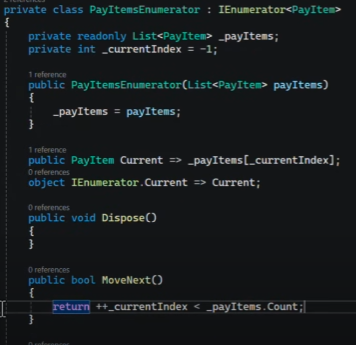 private class PayItemsEnumerator : IEnumerator<PayItem>
{
private readonly List<PayItem> _payItems;
private int _currentIndex = -1;
1 reference
public PayItemsEnumerator(List<PayItem> payItems)
{
_payItems = payItems;
}
1 reference
public PayItem Current => _payItems[_currentIndex];
0 references
object IEnumerator.Current => Current;
0 references
public void Dispose()
{
}
0 references
public bool MoveNext()
{
return ++_currentIndex < _payItems.Count;
}